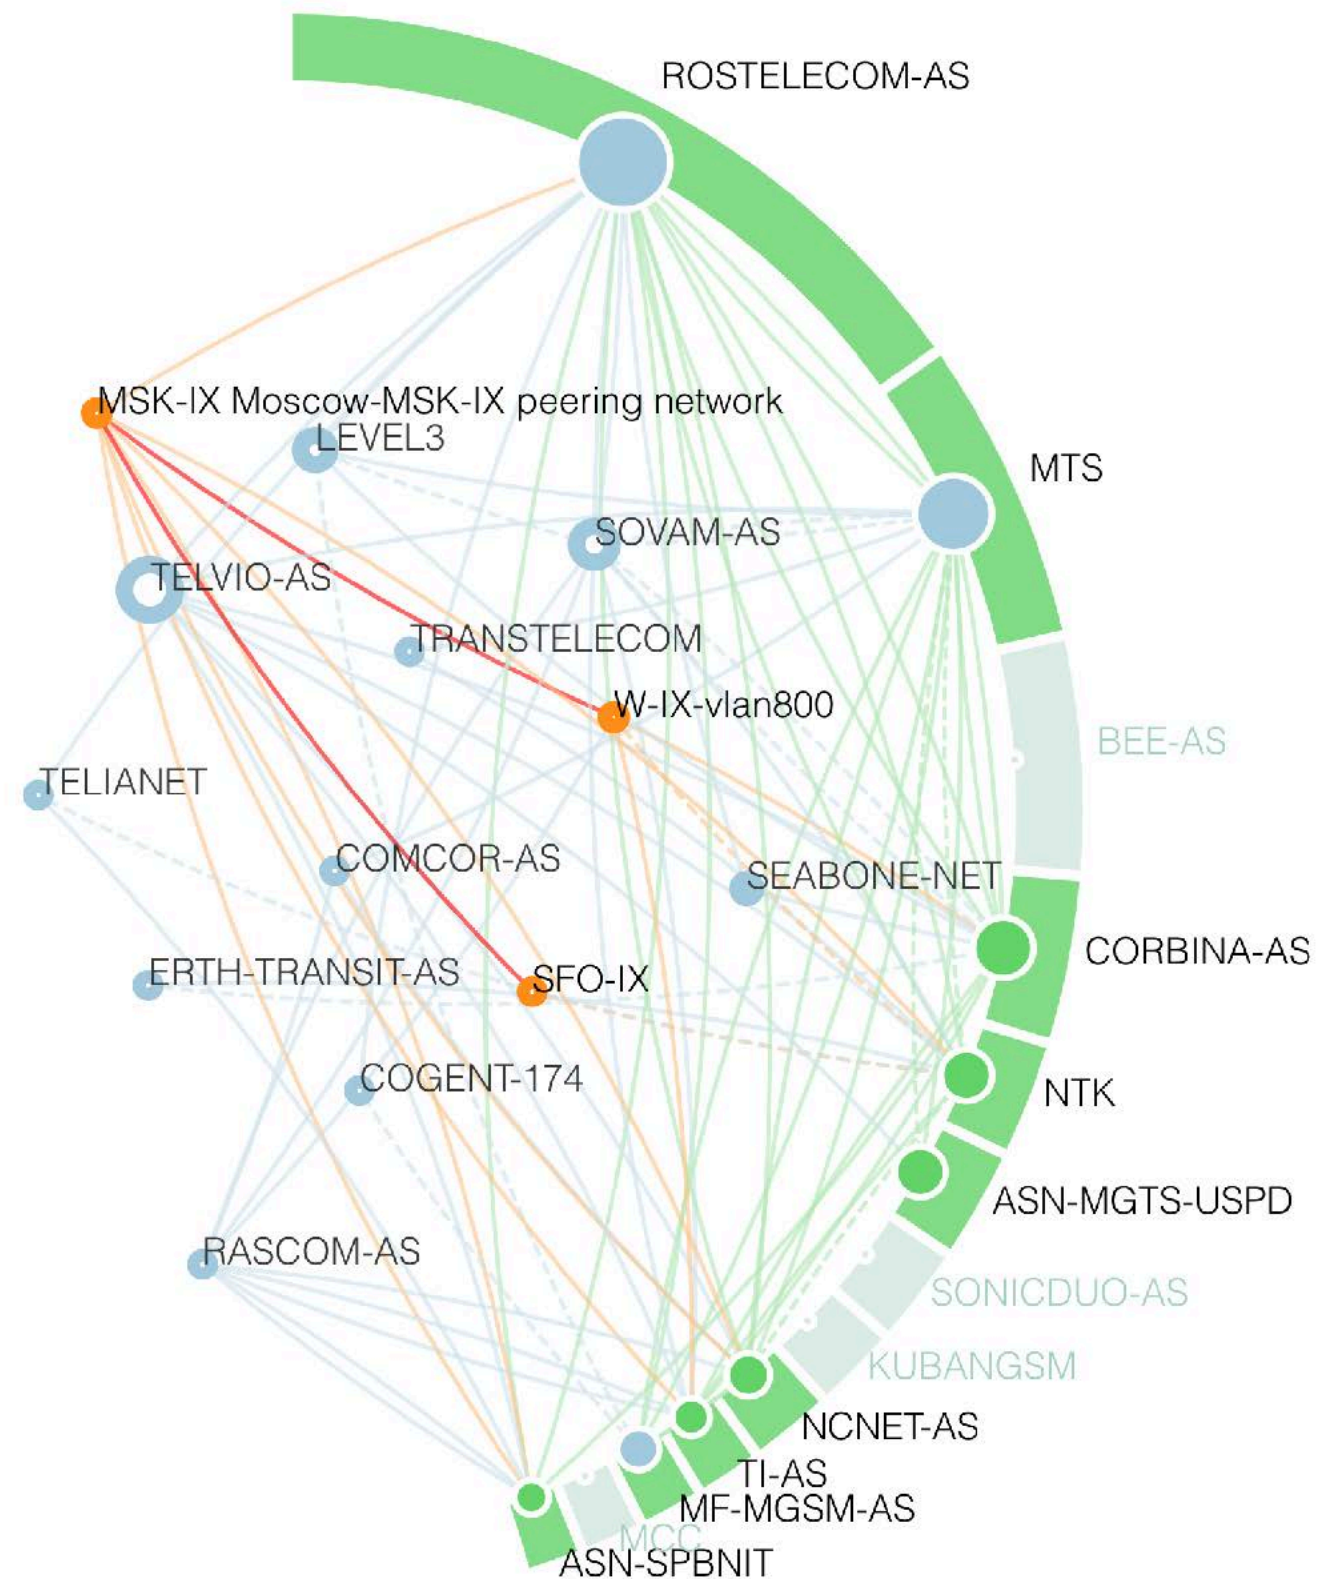 ROSTELECOM-AS
MSK-IX Moscow-MSK-IX peering network
LEVEL3
MTS
SOVAM-AS
TELVIO-AS
TRANSTELECOM
W-IX-vlan800
BEE-AS
TELIANET
COMCOR-AS
SEABONE-NET
CORBINA-AS
ERTH-TRANSIT-AS
SFO-IX
COGENT-174
NTK
ASN-MGTS-USPD
RASCOM-AS
SONICDUO-AS
KUBANGSM
NCNET-AS
TI-AS
MF-MGSM-AS
MCC
ASN-SPBNIT